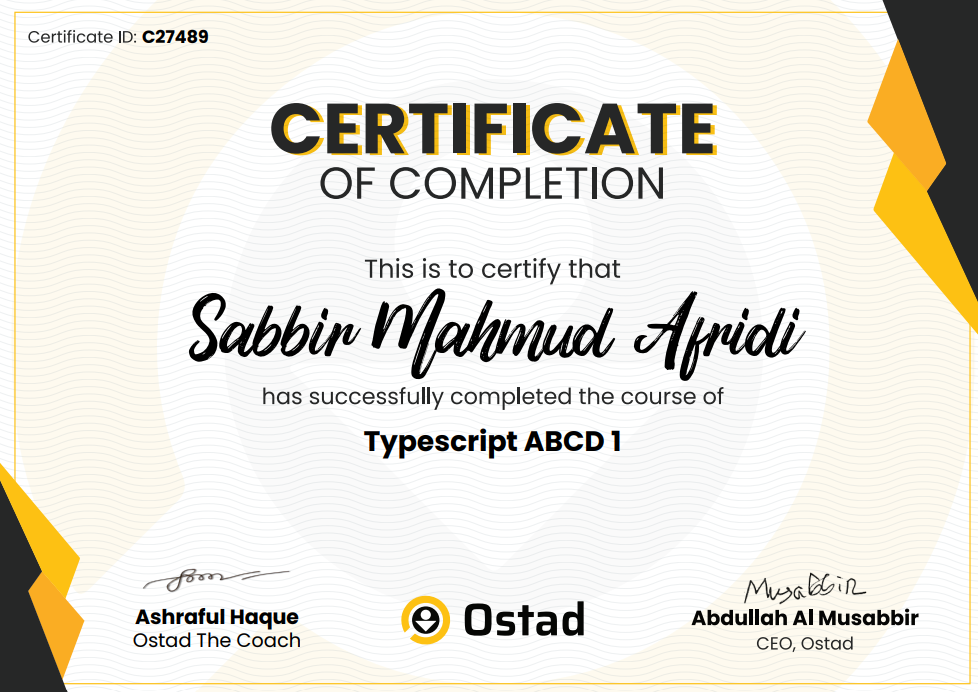 Certificate ID: C27489
CERTIFICATE
OF COMPLETION
This is to certify that
Sabbir Mahmud Afridi
has successfully completed the course of
Typescript ABCD 1
Musabbir
Ashraful Haque
Ostad The Coach
Ostad
Abdullah Al Musabbir
CEO, Ostad